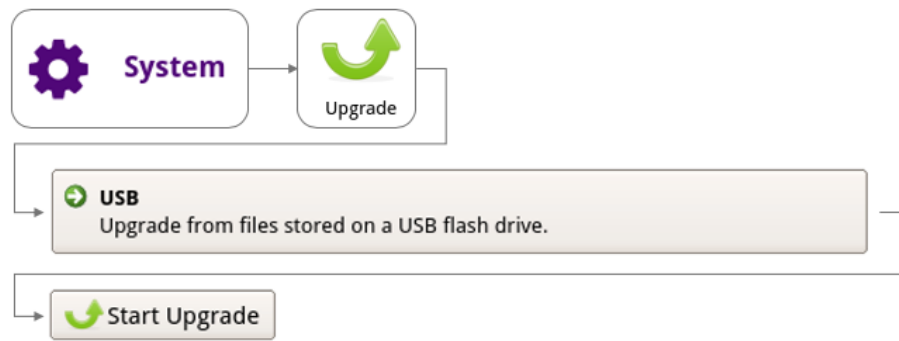 System
Upgrade
USB
Upgrade from files stored on a USB flash drive.
Start Upgrade